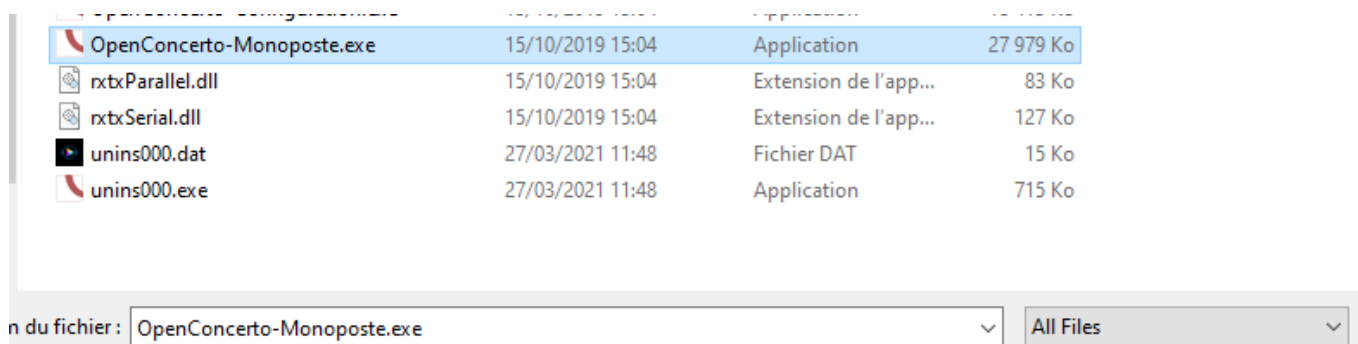 OpenConcerto-Monoposte.exe 15/10/2019 15:04 Application 27 979 Ko
rxtxParallel.dll 15/10/2019 15:04 Extension de l'app... 83 Ko
rxtxSerial.dll 15/10/2019 15:04 Extension de l'app... 127 Ko
unins000.dat 27/03/2021 11:48 Fichier DAT 15 Ko
unins000.exe 27/03/2021 11:48 Application 715 Ko
du fichier : OpenConcerto-Monoposte.exe All Files